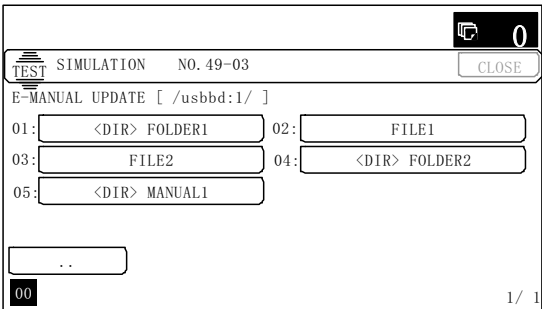 0
TEST SIMULATION NO.49-03 CLOSE
E-MANUAL UPDATE [ /usbbd:1/ ]
01: <DIR> FOLDER1 02: FILE1
03: FILE2 04: <DIR> FOLDER2
05: <DIR> MANUAL1
..
00 1/ 1